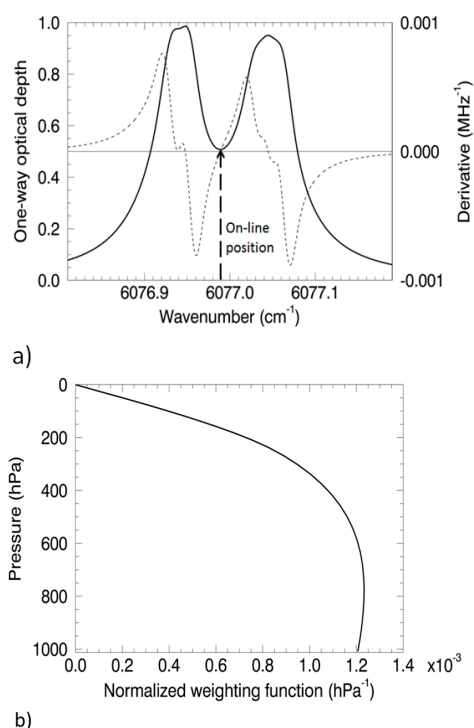 1.0
0.8
0.6
0.4
0.2
0.0
One-way optical depth
0.001
0.000
-0.001
Derivative (MHz⁻¹)
On-line
position
6076.9 6077.0 6077.1
Wavenumber (cm⁻¹)
a)
0
200
400
600
800
1000
Pressure (hPa)
0.0 0.2 0.4 0.6 0.8 1.0 1.2 1.4 x10⁻³
Normalized weighting function (hPa⁻¹)
b)